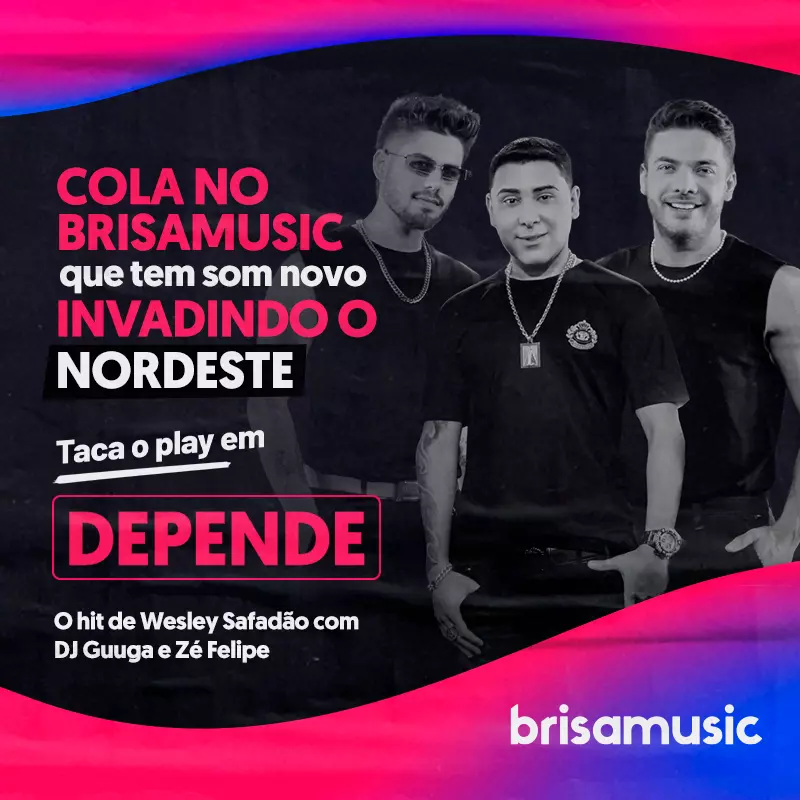 COLA NO
BRISAMUSIC
que tem som novo
INVADINDO O
NORDESTE
Taca o play em
DEPENDE
O hit de Wesley Safadão com
DJ Guuga e Zé Felipe
brisamusic